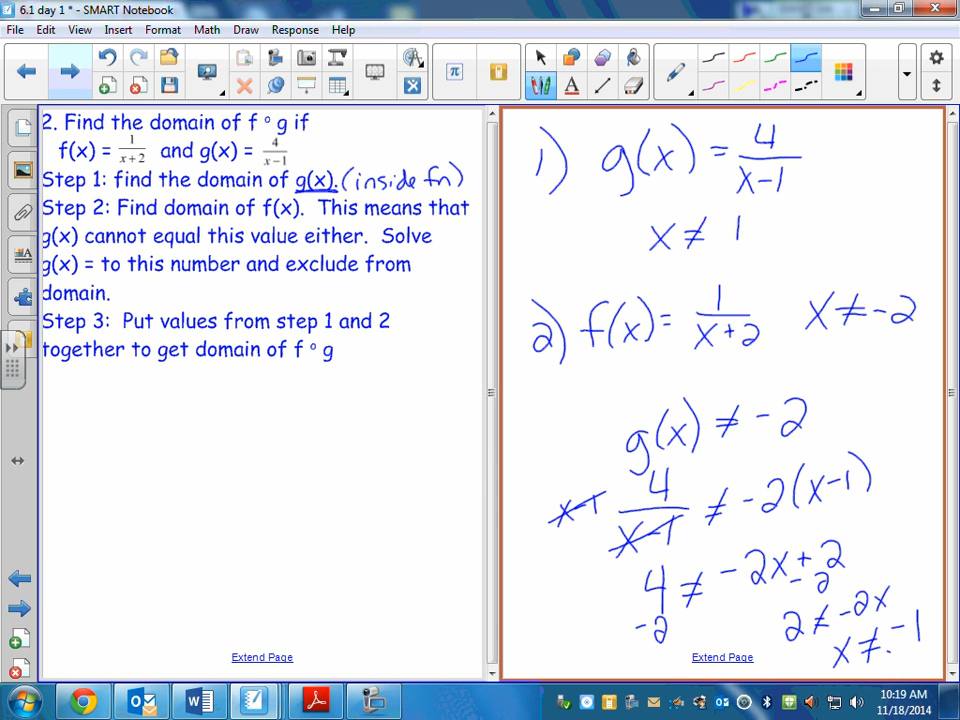 6.1 day 1 * - SMART Notebook
File Edit View Insert Format Math Draw Response Help
2. Find the domain of f ∘ g if
f(x) = 1/(x+2) and g(x) = 4/(x−1)
Step 1: find the domain of g(x). (inside fn)
Step 2: Find domain of f(x). This means that
g(x) cannot equal this value either. Solve
g(x) = to this number and exclude from
domain.
Step 3: Put values from step 1 and 2
together to get domain of f ∘ g
Extend Page
1) g(x) = 4/(x−1)
x ≠ 1
2) f(x) = 1/(x+2) x ≠ -2
g(x) ≠ -2
x-1 4/(x-1) ≠ -2(x-1)
4 ≠ -2x + 2
-2 -2
2 ≠ -2x
x ≠ -1
Extend Page
10:19 AM
11/18/2014